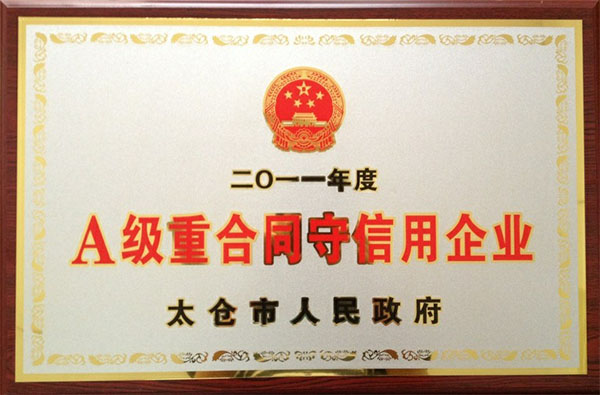 二O一一年度
A级重合同守信用企业
太仓市人民政府